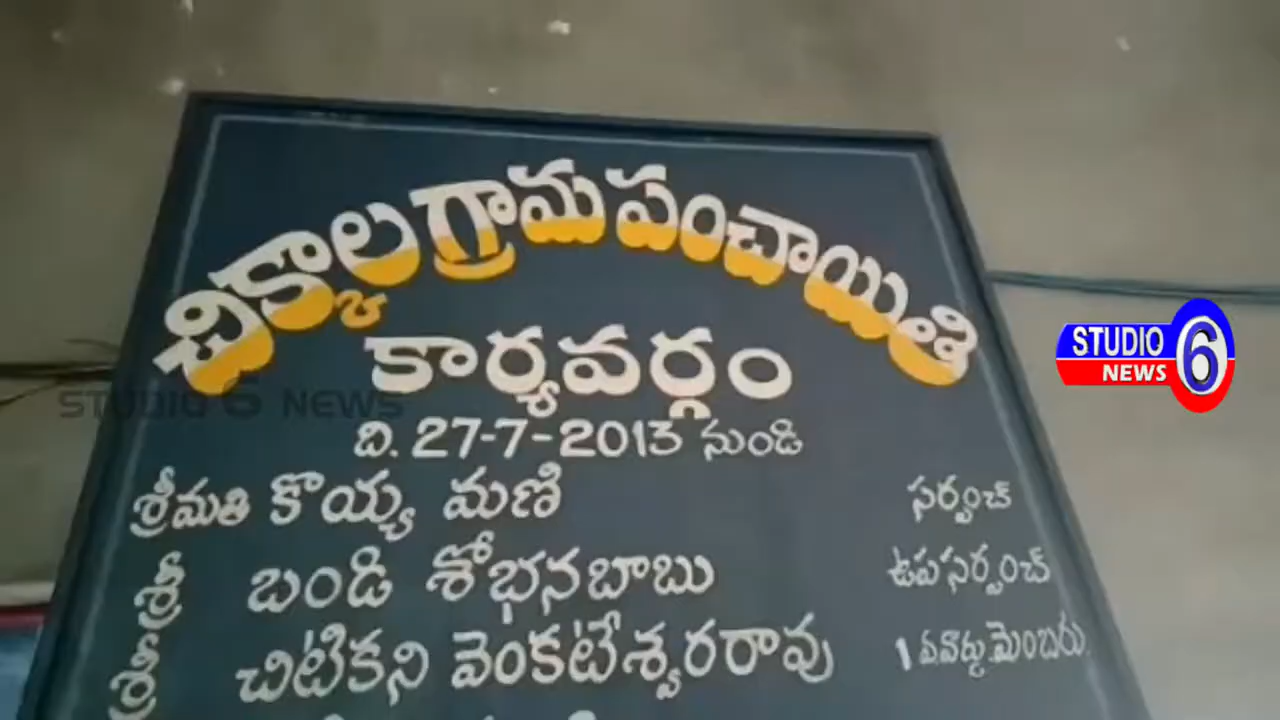 చిక్కాల గ్రామ పంచాయితి
కార్యవర్గం
ది. 27-7-2013 నుండి
శ్రీమతి కొయ్య మణి సర్పంచ్
శ్రీ బండి శోభనబాబు ఉపసర్పంచ్
శ్రీ చిటికని వెంకటేశ్వరరావు 1 వ వార్డు మెంబరు.
STUDIO 6 NEWS
STUDIO 6 NEWS